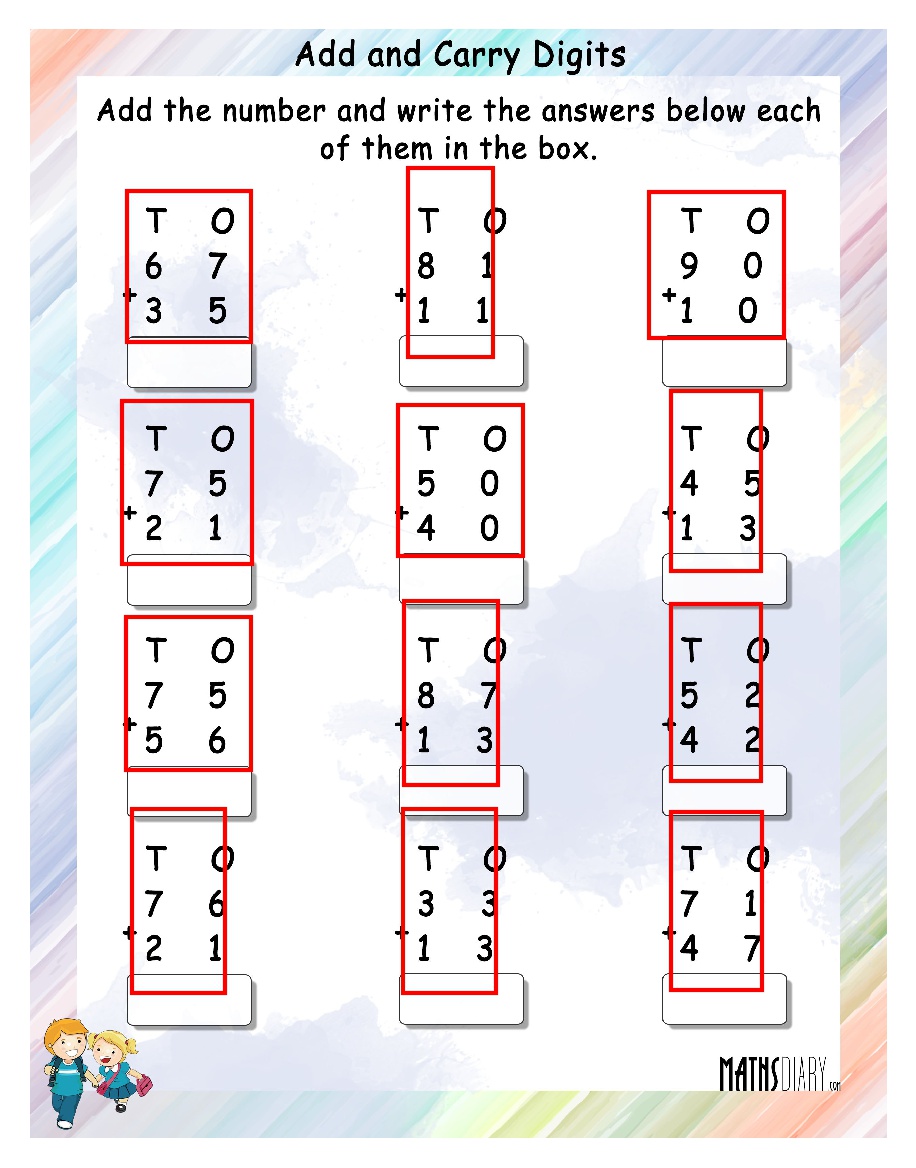 Add and Carry Digits
Add the number and write the answers below each
of them in the box.
T O T O T O
6 7 8 1 9 0
+ + +
3 5 1 1 1 0
T O T O T O
7 5 5 0 4 5
+ + +
2 1 4 0 1 3
T O T O T O
7 5 8 7 5 2
+ + +
5 6 1 3 4 2
T O T O T O
7 6 3 3 7 1
+ + +
2 1 1 3 4 7
MATHSDIARY.COM